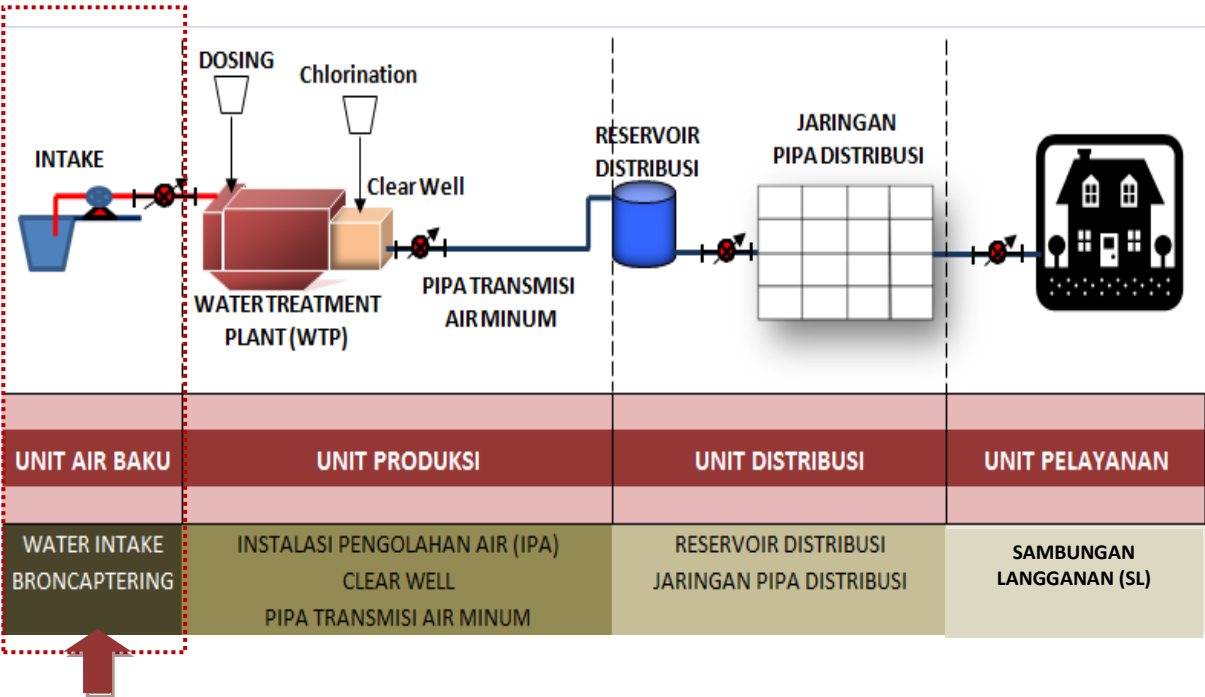 DOSING
Chlorination
INTAKE
Clear Well
WATER TREATMENT
PLANT (WTP)
PIPA TRANSMISI
AIR MINUM
RESERVOIR
DISTRIBUSI
JARINGAN
PIPA DISTRIBUSI
UNIT AIR BAKU
UNIT PRODUKSI
UNIT DISTRIBUSI
UNIT PELAYANAN
WATER INTAKE
BRONCAPTERING
INSTALASI PENGOLAHAN AIR (IPA)
CLEAR WELL
PIPA TRANSMISI AIR MINUM
RESERVOIR DISTRIBUSI
JARINGAN PIPA DISTRIBUSI
SAMBUNGAN
LANGGANAN (SL)